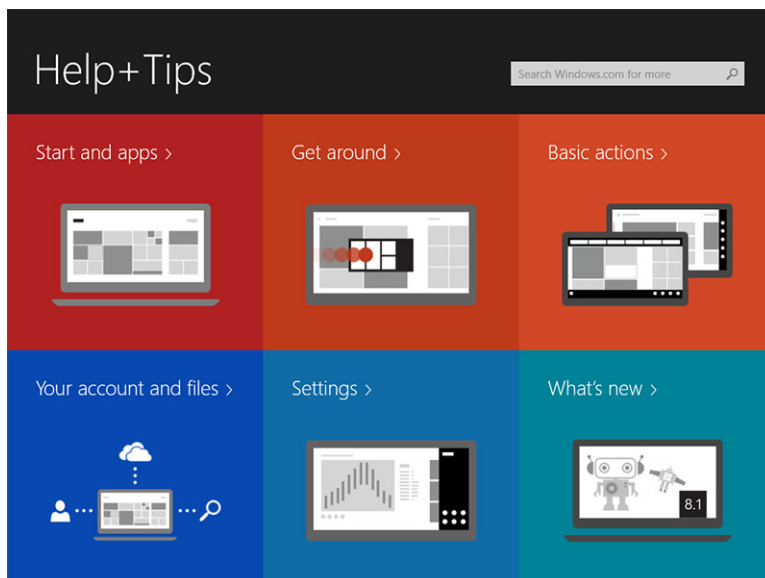 Help+Tips
Search Windows.com for more
Start and apps >
Get around >
Basic actions >
Your account and files >
Settings >
What's new >
8.1